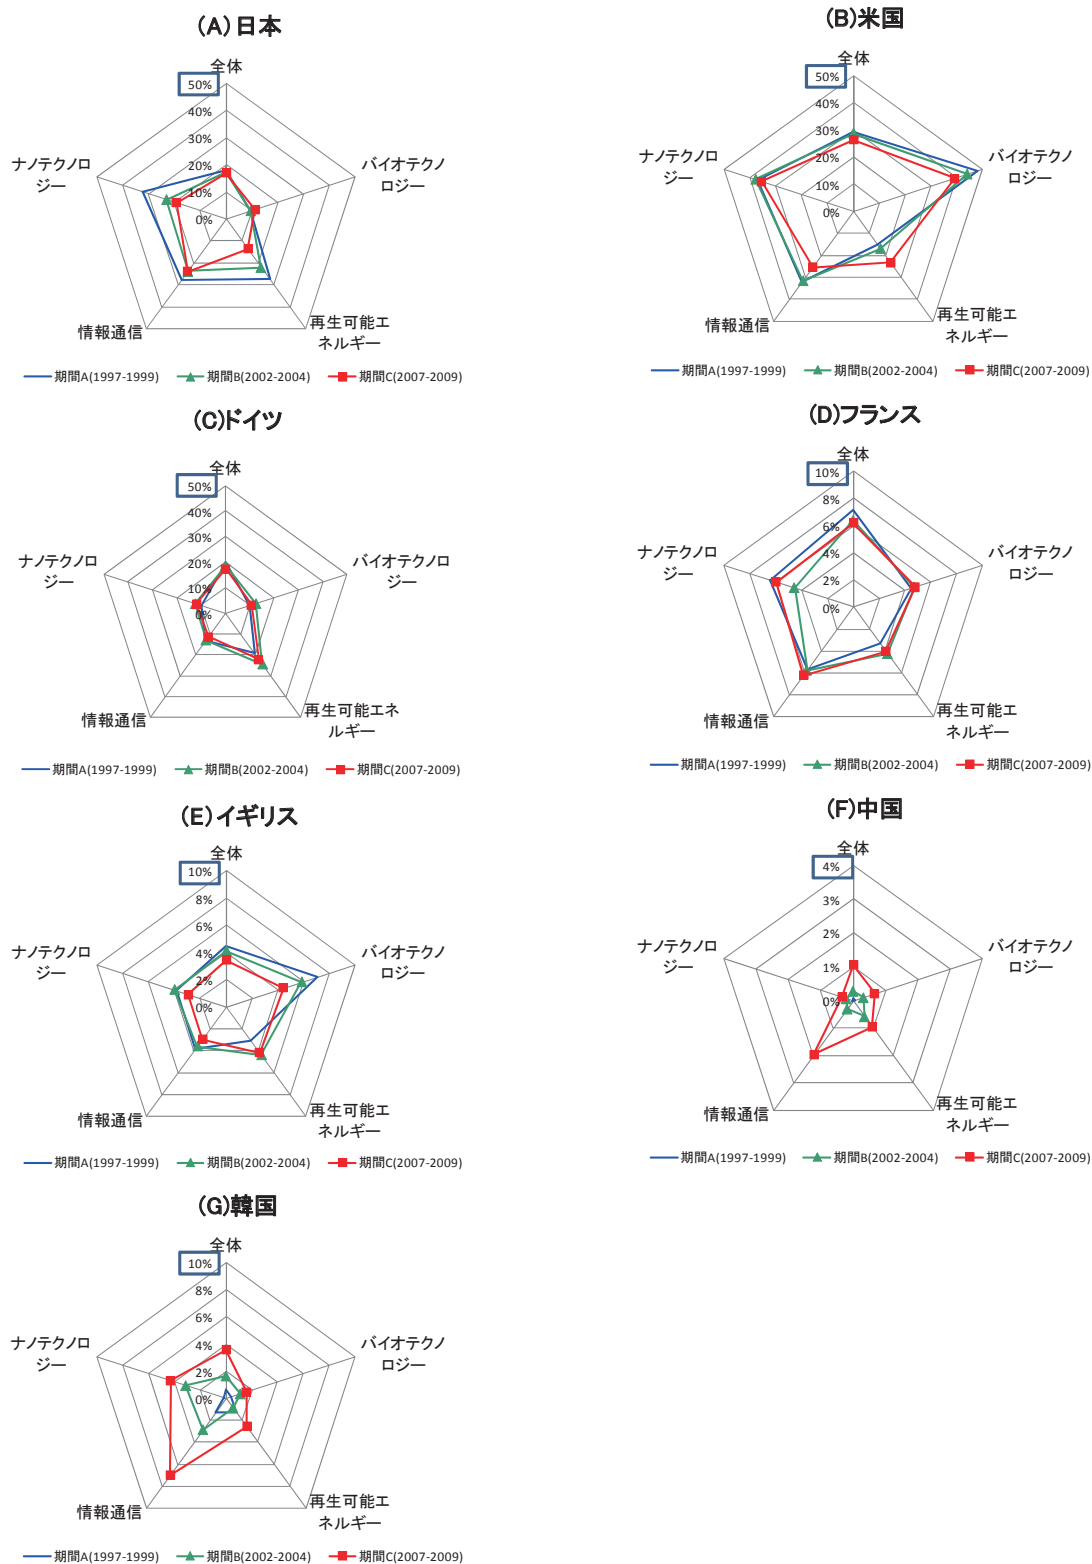 (A)日本
全体
50%
40%
30%
20%
10%
0%
バイオテクノ
ロジー
再生可能エ
ネルギー
情報通信
ナノテクノロ
ジー
期間A(1997-1999) 期間B(2002-2004) 期間C(2007-2009)
(B)米国
全体
50%
40%
30%
20%
10%
0%
バイオテクノ
ロジー
再生可能エ
ネルギー
情報通信
ナノテクノロ
ジー
期間A(1997-1999) 期間B(2002-2004) 期間C(2007-2009)
(C)ドイツ
全体
50%
40%
30%
20%
10%
0%
バイオテクノロ
ジー
再生可能エネ
ルギー
情報通信
ナノテクノロ
ジー
期間A(1997-1999) 期間B(2002-2004) 期間C(2007-2009)
(D)フランス
全体
10%
8%
6%
4%
2%
0%
バイオテクノ
ロジー
再生可能エ
ネルギー
情報通信
ナノテクノロ
ジー
期間A(1997-1999) 期間B(2002-2004) 期間C(2007-2009)
(E)イギリス
全体
10%
8%
6%
4%
2%
0%
バイオテクノ
ロジー
再生可能エ
ネルギー
情報通信
ナノテクノロ
ジー
期間A(1997-1999) 期間B(2002-2004) 期間C(2007-2009)
(F)中国
全体
4%
3%
2%
1%
0%
バイオテクノ
ロジー
再生可能エ
ネルギー
情報通信
ナノテクノロ
ジー
期間A(1997-1999) 期間B(2002-2004) 期間C(2007-2009)
(G)韓国
全体
10%
8%
6%
4%
2%
0%
バイオテクノ
ロジー
再生可能エ
ネルギー
情報通信
ナノテクノロ
ジー
期間A(1997-1999) 期間B(2002-2004) 期間C(2007-2009)